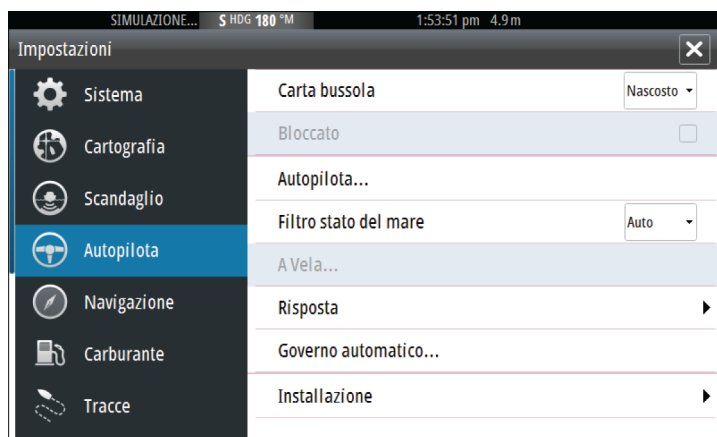 SIMULAZIONE... S HDG 180 °M 1:53:51 pm 4.9 m
Impostazioni
Sistema
Cartografia
Scandaglio
Autopilota
Navigazione
Carburante
Tracce
Carta bussola Nascosto
Bloccato
Autopilota...
Filtro stato del mare Auto
A Vela...
Risposta
Governo automatico...
Installazione